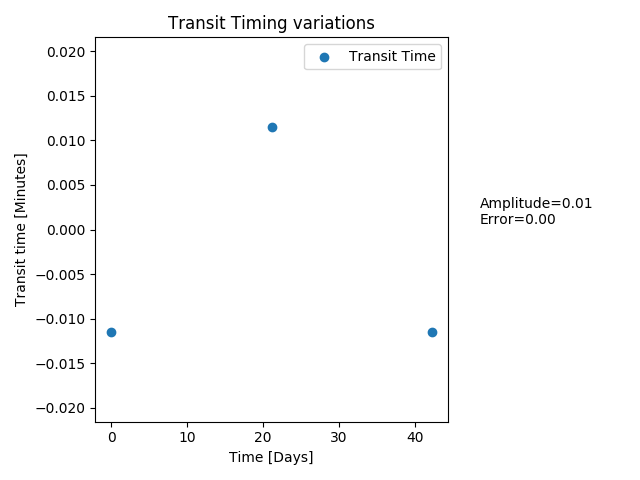 Transit Timing variations
Transit Time
0.020
0.015
0.010
0.005
0.000
−0.005
−0.010
−0.015
−0.020
Transit time [Minutes]
Amplitude=0.01
Error=0.00
0 10 20 30 40
Time [Days]